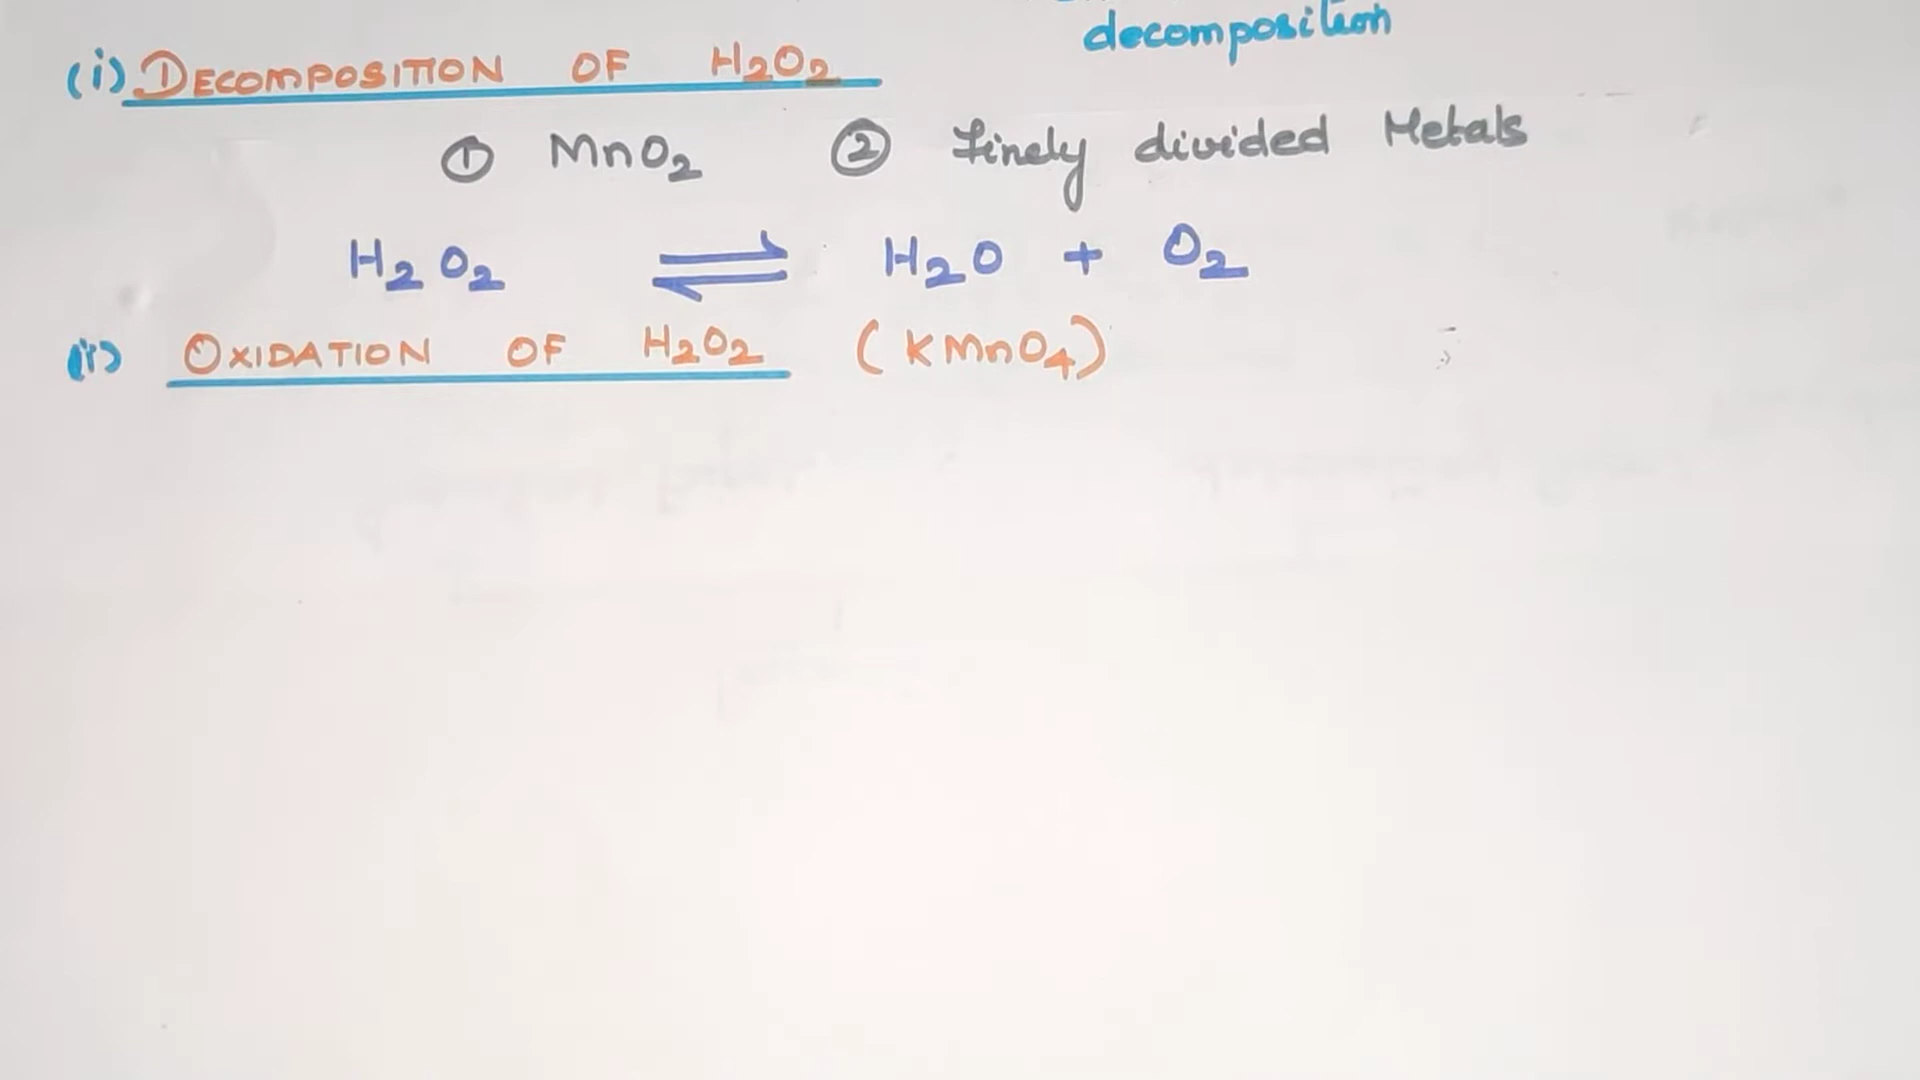 decomposition
(i) DECOMPOSITION OF H2O2
① MnO2 ② Finely divided Metals
H2O2 ⇌ H2O + O2
(ii) OXIDATION OF H2O2 (KMnO4)